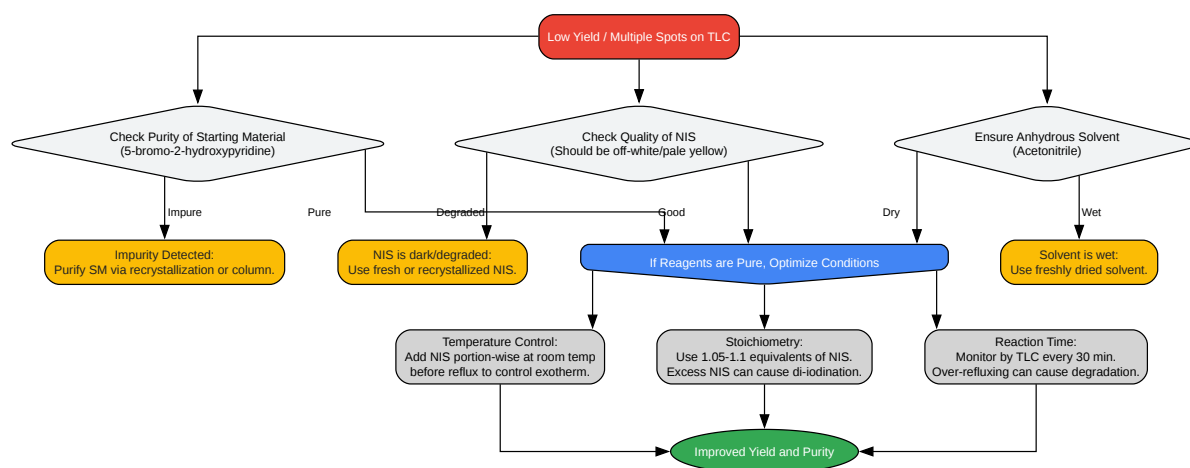 Low Yield / Multiple Spots on TLC
Check Purity of Starting Material
(5-bromo-2-hydroxypyridine)
Check Quality of NIS
(Should be off-white/pale yellow)
Ensure Anhydrous Solvent
(Acetonitrile)
Impure
Pure
Degraded
Good
Dry
Wet
Impurity Detected:
Purify SM via recrystallization or column.
NIS is dark/degraded:
Use fresh or recrystallized NIS.
If Reagents are Pure, Optimize Conditions
Solvent is wet:
Use freshly dried solvent.
Temperature Control:
Add NIS portion-wise at room temp
before reflux to control exotherm.
Stoichiometry:
Use 1.05-1.1 equivalents of NIS.
Excess NIS can cause di-iodination.
Reaction Time:
Monitor by TLC every 30 min.
Over-refluxing can cause degradation.
Improved Yield and Purity